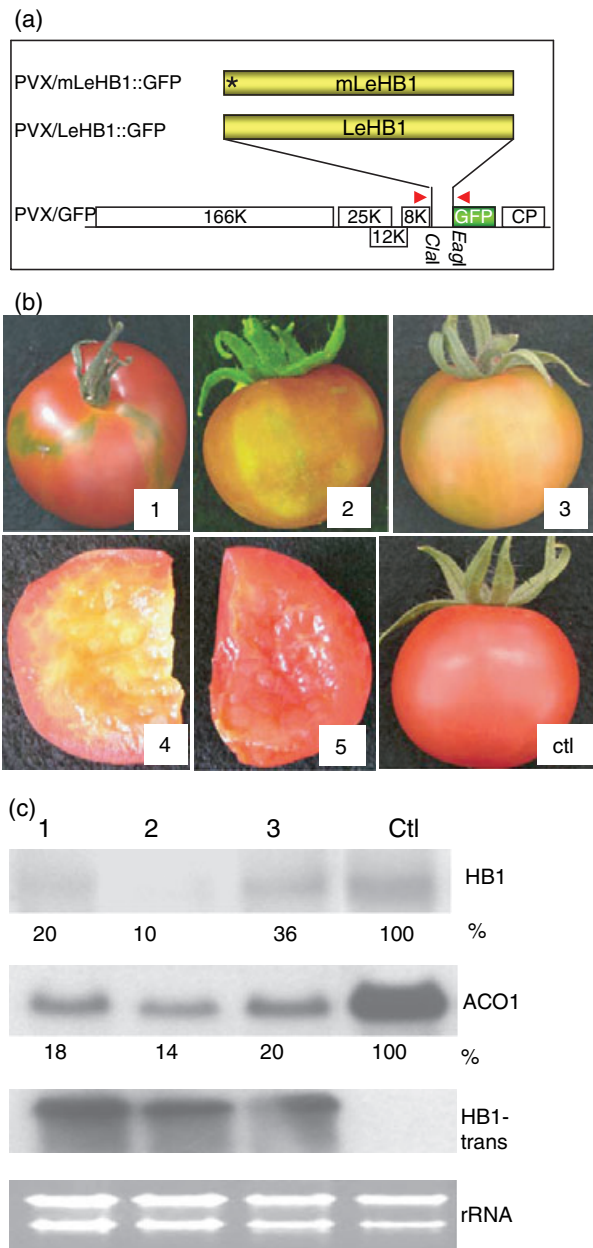 (a)
PVX/mLeHB1::GFP
* mLeHB1
PVX/LeHB1::GFP
LeHB1
PVX/GFP
166K
25K
12K
8K
ClaI
EagI
GFP
CP
(b)
1
2
3
4
5
ctl
(c)
1 2 3 Ctl
HB1
20 10 36 100 %
ACO1
18 14 20 100 %
HB1-
trans
rRNA